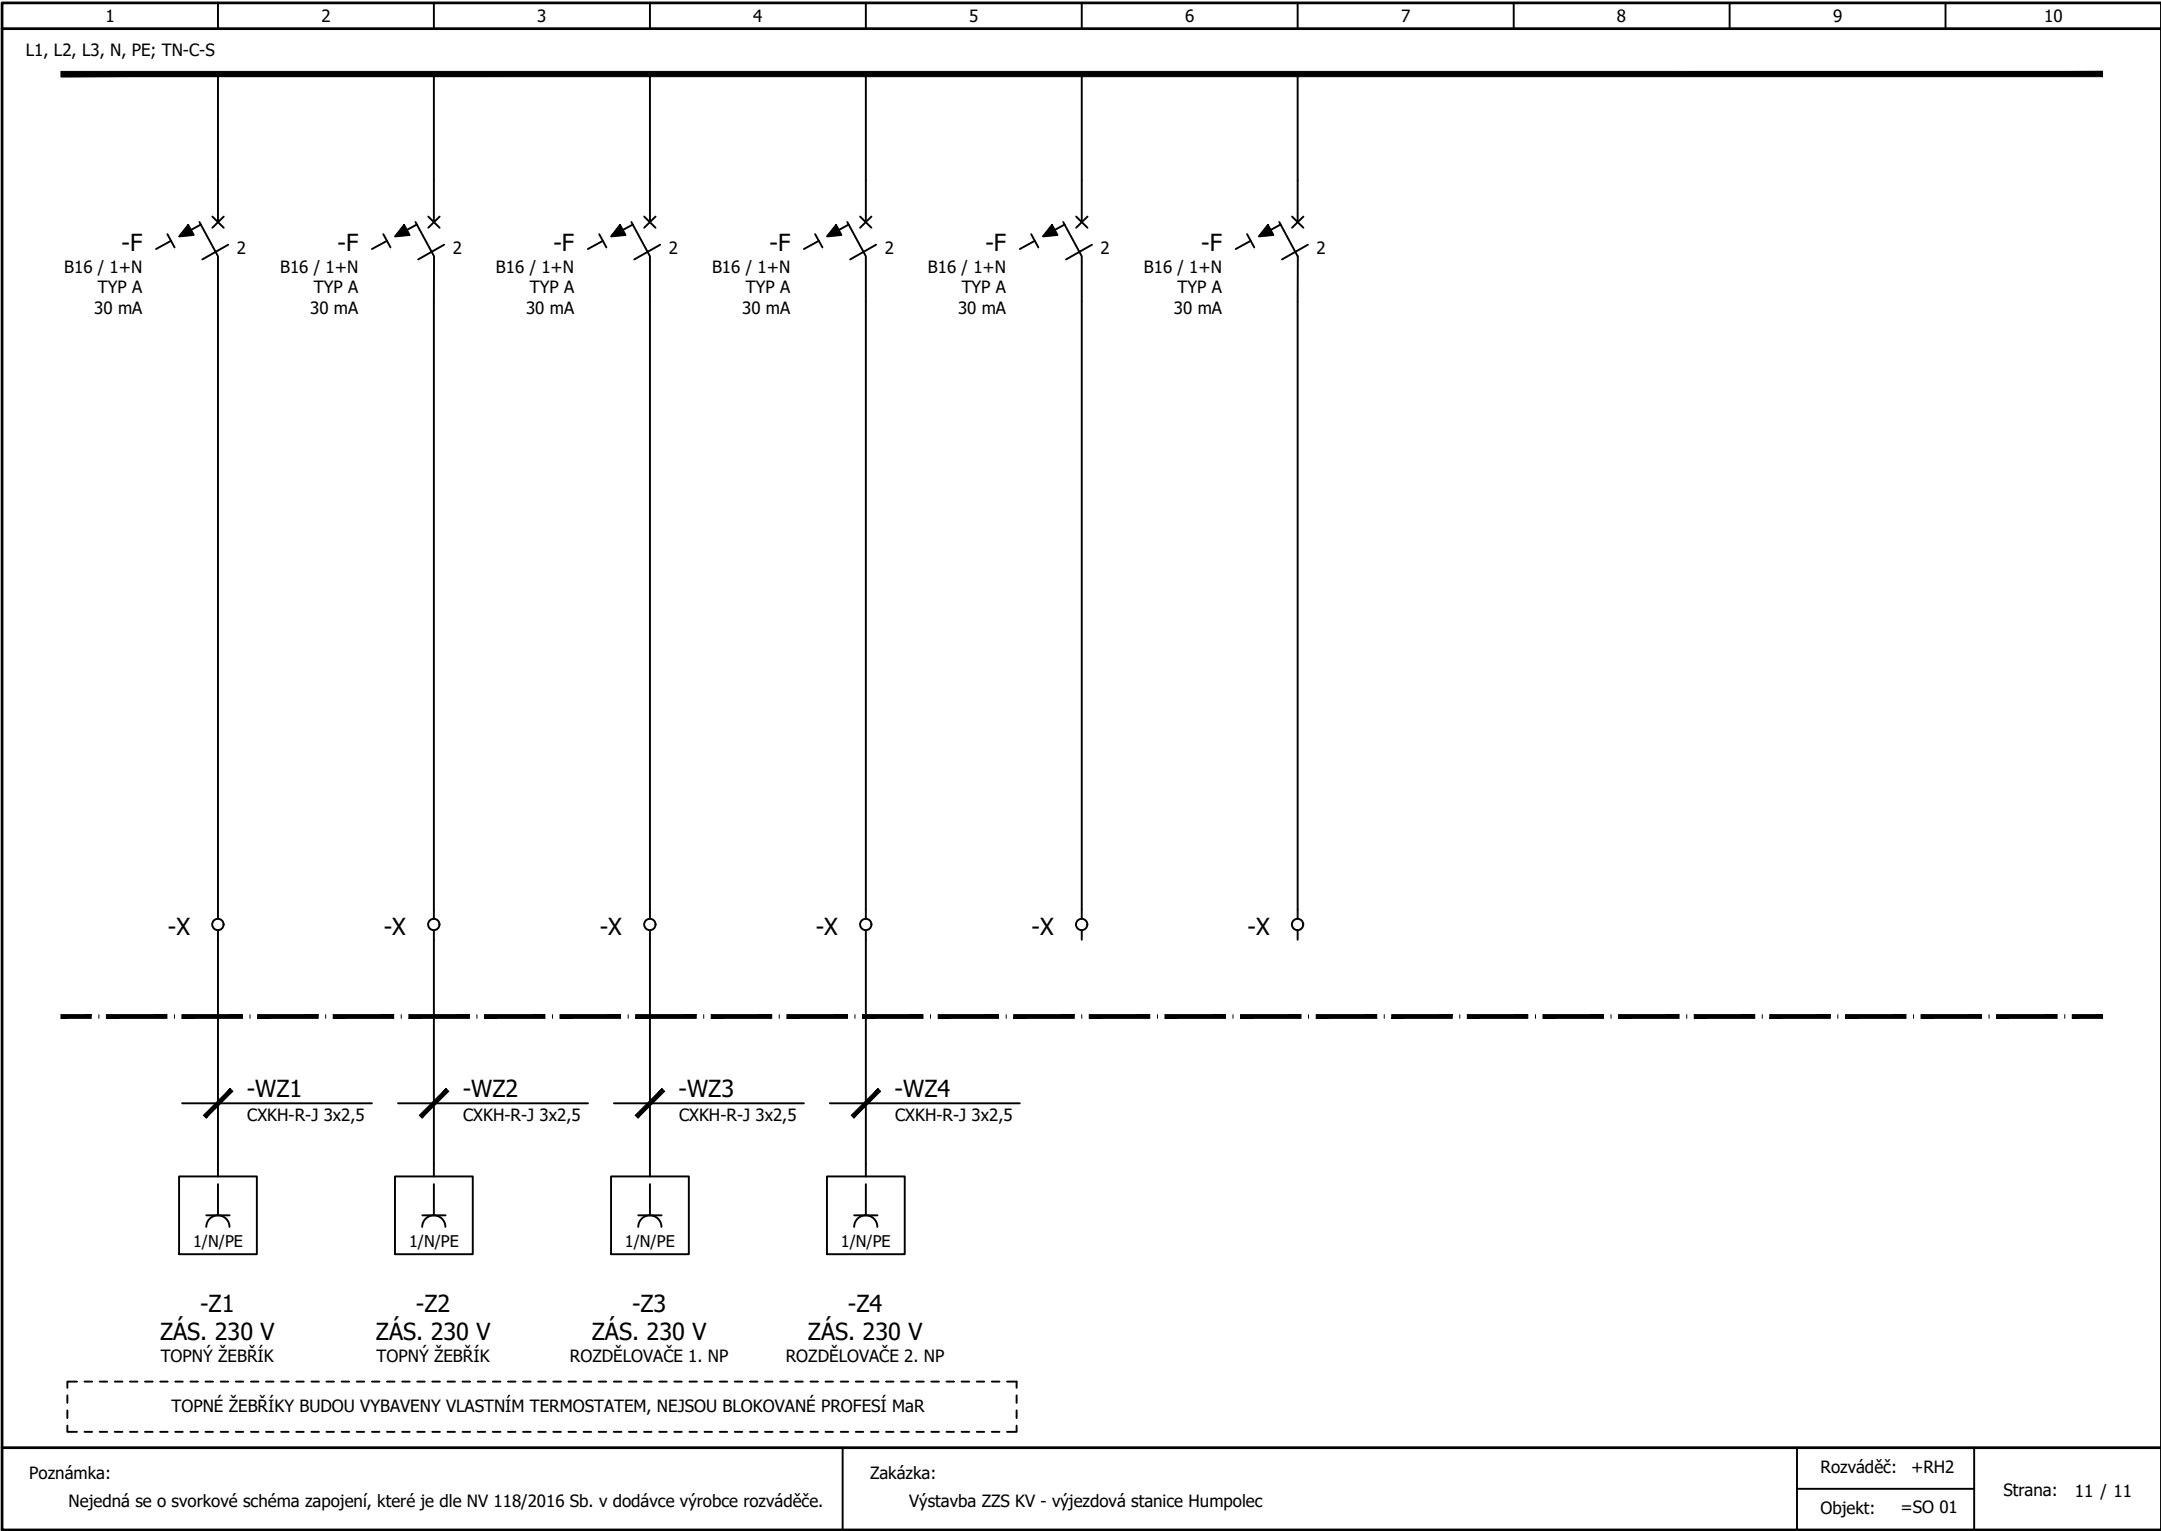 1 2 3 4 5 6 7 8 9 10
L1, L2, L3, N, PE; TN-C-S
-F 2 -F 2 -F 2 -F 2 -F 2 -F 2
B16 / 1+N B16 / 1+N B16 / 1+N B16 / 1+N B16 / 1+N B16 / 1+N
TYP A TYP A TYP A TYP A TYP A TYP A
30 mA 30 mA 30 mA 30 mA 30 mA 30 mA
-X -X -X -X -X -X
-WZ1 -WZ2 -WZ3 -WZ4
CXKH-R-J 3x2,5 CXKH-R-J 3x2,5 CXKH-R-J 3x2,5 CXKH-R-J 3x2,5
1/N/PE 1/N/PE 1/N/PE 1/N/PE
-Z1 -Z2 -Z3 -Z4
ZÁS. 230 V ZÁS. 230 V ZÁS. 230 V ZÁS. 230 V
TOPNÝ ŽEBŘÍK TOPNÝ ŽEBŘÍK ROZDĚLOVAČE 1. NP ROZDĚLOVAČE 2. NP
TOPNÉ ŽEBŘÍKY BUDOU VYBAVENY VLASTNÍM TERMOSTATEM, NEJSOU BLOKOVANÉ PROFESÍ MaR
Poznámka:
Nejedná se o svorkové schéma zapojení, které je dle NV 118/2016 Sb. v dodávce výrobce rozváděče.
Zakázka:
Výstavba ZZS KV - výjezdová stanice Humpolec
Rozváděč: +RH2
Objekt: =SO 01
Strana: 11 / 11